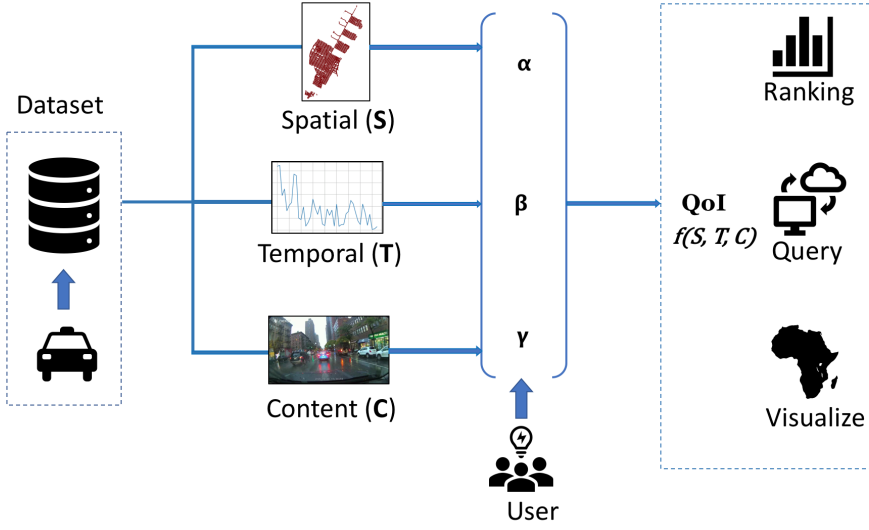 Dataset
Spatial (S)
Temporal (T)
Content (C)
α
β
γ
User
QoI
f(S, T, C)
Ranking
Query
Visualize